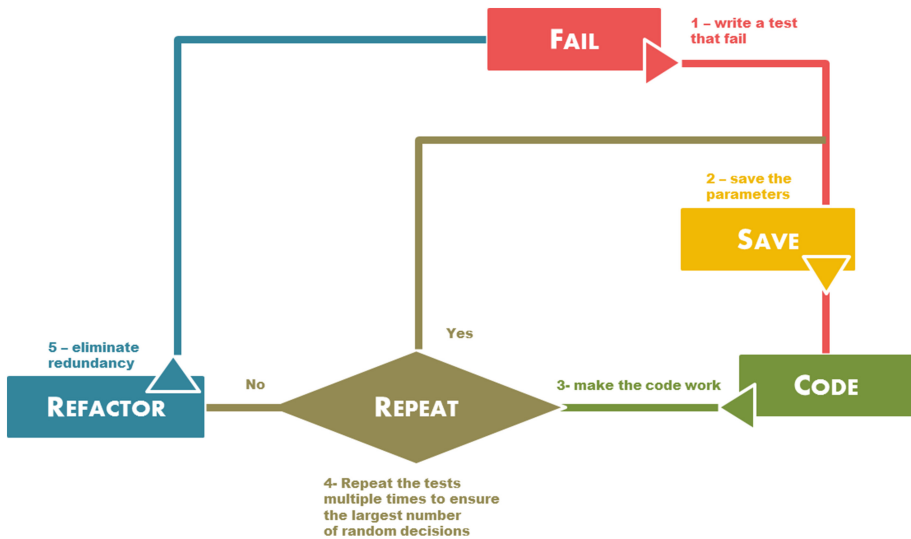 FAIL
1 – write a test
that fail
2 – save the
parameters
SAVE
Yes
5 – eliminate
redundancy
No
3- make the code work
CODE
REFACTOR
REPEAT
4- Repeat the tests
multiple times to ensure
the largest number
of random decisions